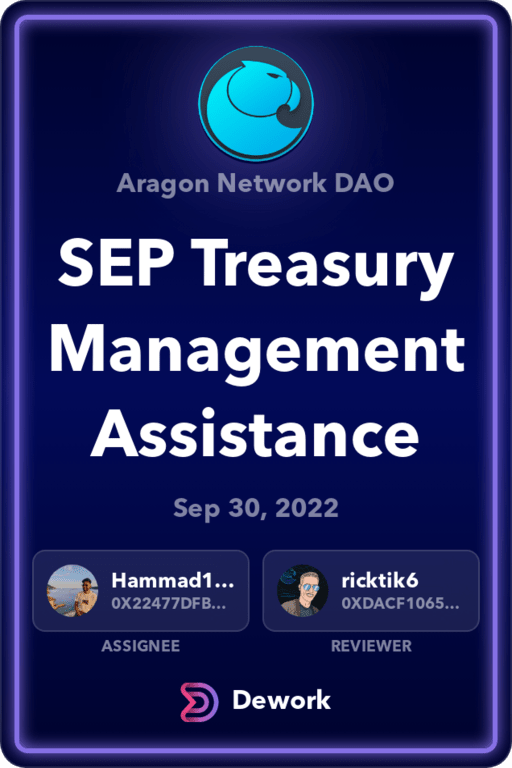 Aragon Network DAO
SEP Treasury
Management
Assistance
Sep 30, 2022
Hammad1...
0X22477DFB...
ricktik6
0XDACF1065...
ASSIGNEE
REVIEWER
Dework